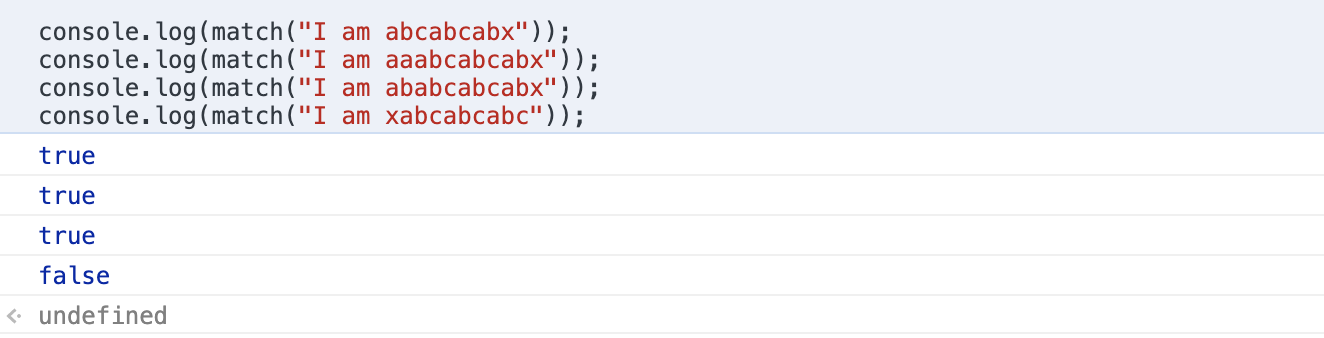 console.log(match("I am abcabcabx"));
console.log(match("I am aaabcabcabx"));
console.log(match("I am ababcabcabx"));
console.log(match("I am xabcabcabc"));
true
true
true
false
undefined